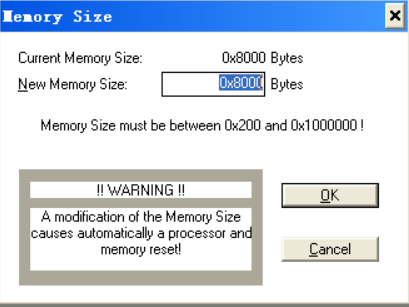 Memory Size
Current Memory Size: 0x8000 Bytes
New Memory Size: 0x8000 Bytes
Memory Size must be between 0x200 and 0x1000000 !
!! WARNING !!
A modification of the Memory Size
causes automatically a processor and
memory reset!
OK
Cancel